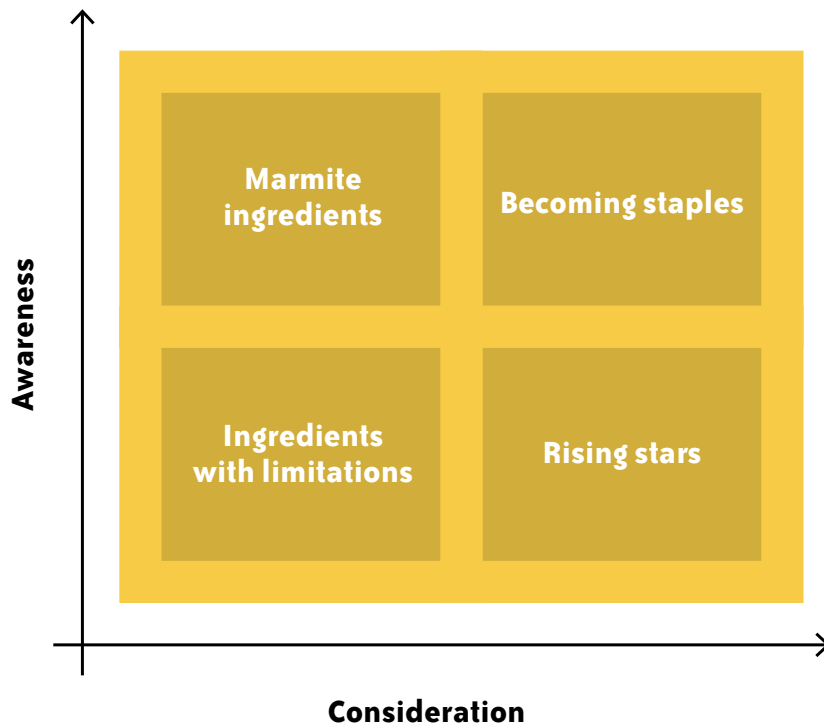 Marmite
ingredients
Becoming staples
Awareness
Ingredients
with limitations
Rising stars
Consideration